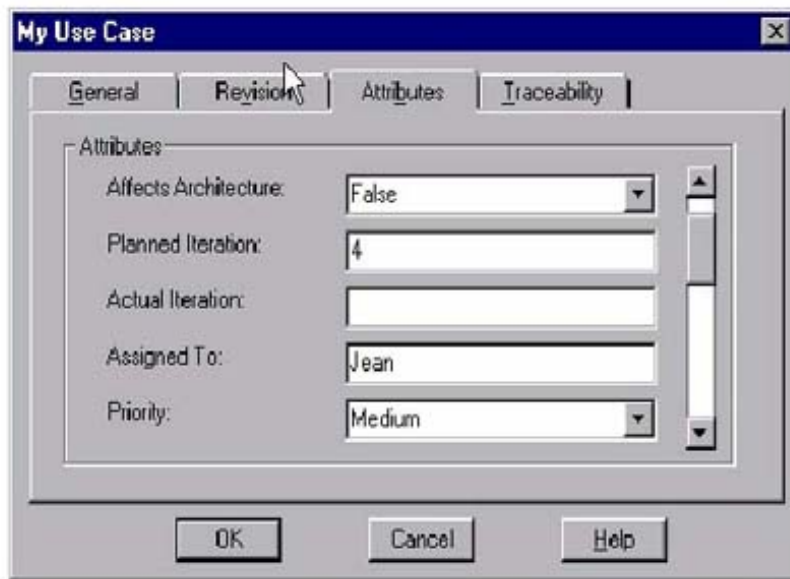 My Use Case
General Revision Attributes Traceability
Attributes
Affects Architecture: False
Planned Iteration: 4
Actual Iteration:
Assigned To: Jean
Priority: Medium
OK Cancel Help